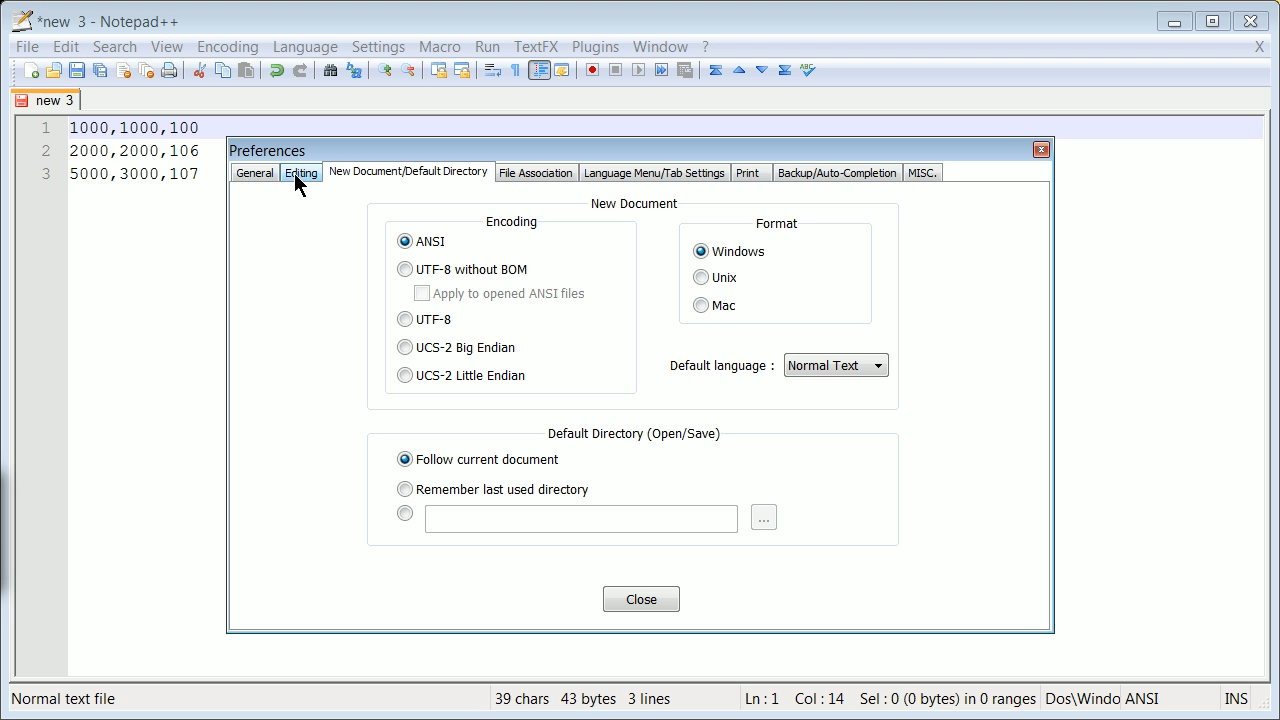 *new  3 - Notepad++
File Edit Search View Encoding Language Settings Macro Run TextFX Plugins Window ? X
ABC
new 3
1 1000,1000,100
2 2000,2000,106
3 5000,3000,107
Preferences
General Editing New Document/Default Directory File Association Language Menu/Tab Settings Print Backup/Auto-Completion MISC.
New Document
Encoding
ANSI
UTF-8 without BOM
Apply to opened ANSI files
UTF-8
UCS-2 Big Endian
UCS-2 Little Endian
Format
Windows
Unix
Mac
Default language : Normal Text
Default Directory (Open/Save)
Follow current document
Remember last used directory
...
Close
Normal text file 39 chars 43 bytes 3 lines Ln : 1 Col : 14 Sel : 0 (0 bytes) in 0 ranges Dos\Windo ANSI INS